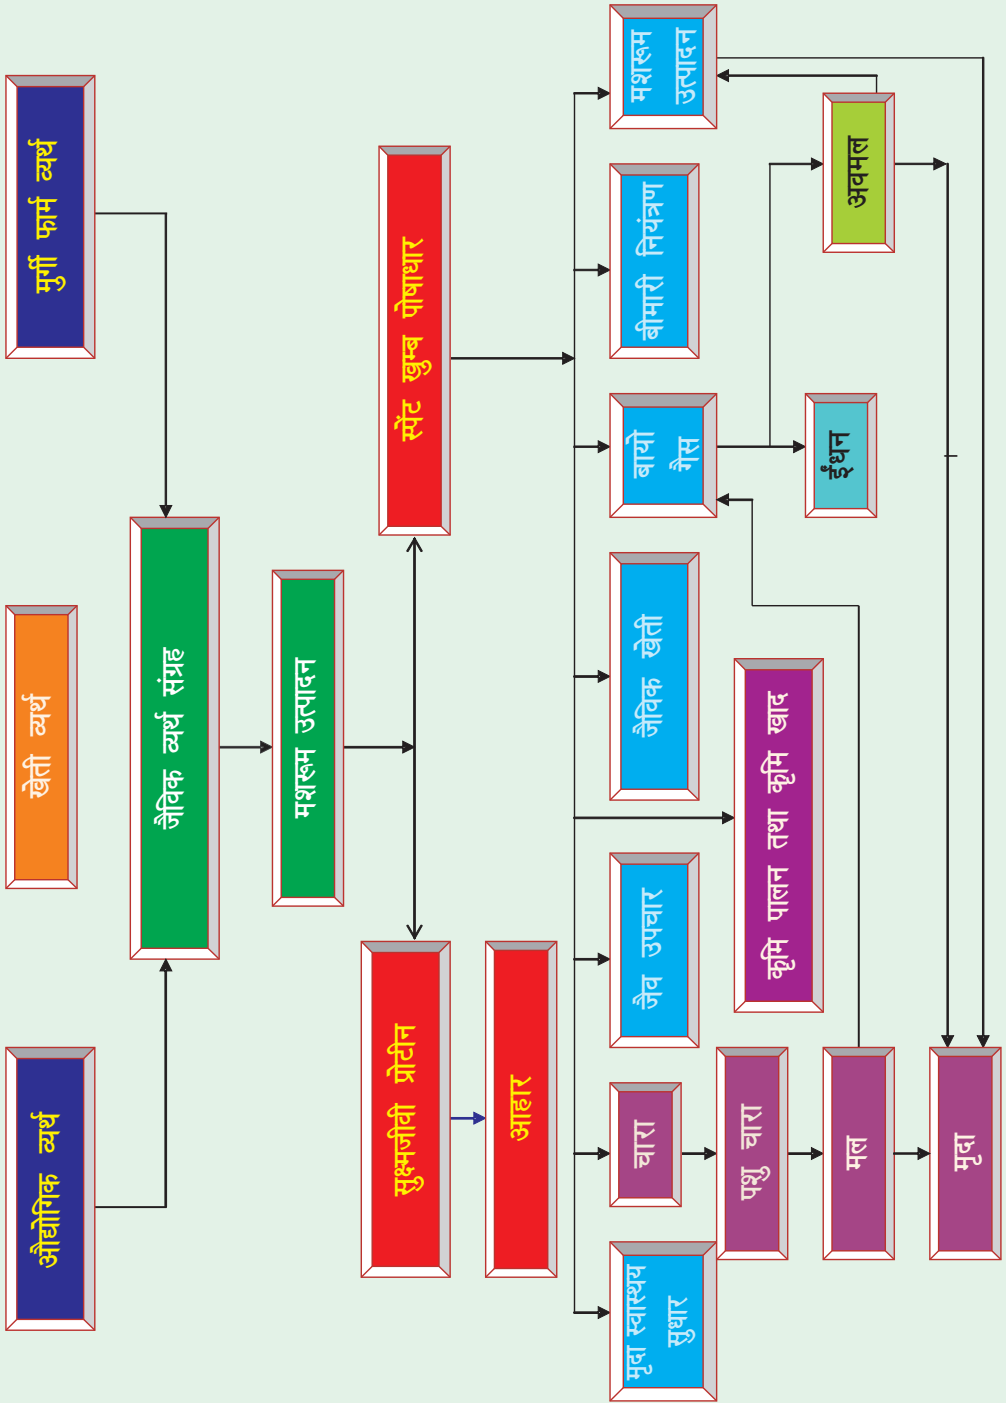 औद्योगिक व्यर्थ
खेती व्यर्थ
मुर्गी फार्म व्यर्थ
जैविक व्यर्थ संग्रह
मशरूम उत्पादन
सुक्ष्मजीवी प्रोटीन
स्पेंट खुम्ब पोषाधार
आहार
मृदा स्वास्थ्य
सुधार
चारा
जैव उपचार
जैविक खेती
बायो
गैस
बीमारी नियंत्रण
मशरूम
उत्पादन
पशु चारा
कृमि पालन तथा कृमि खाद
मल
ईंधन
अवमल
मृदा